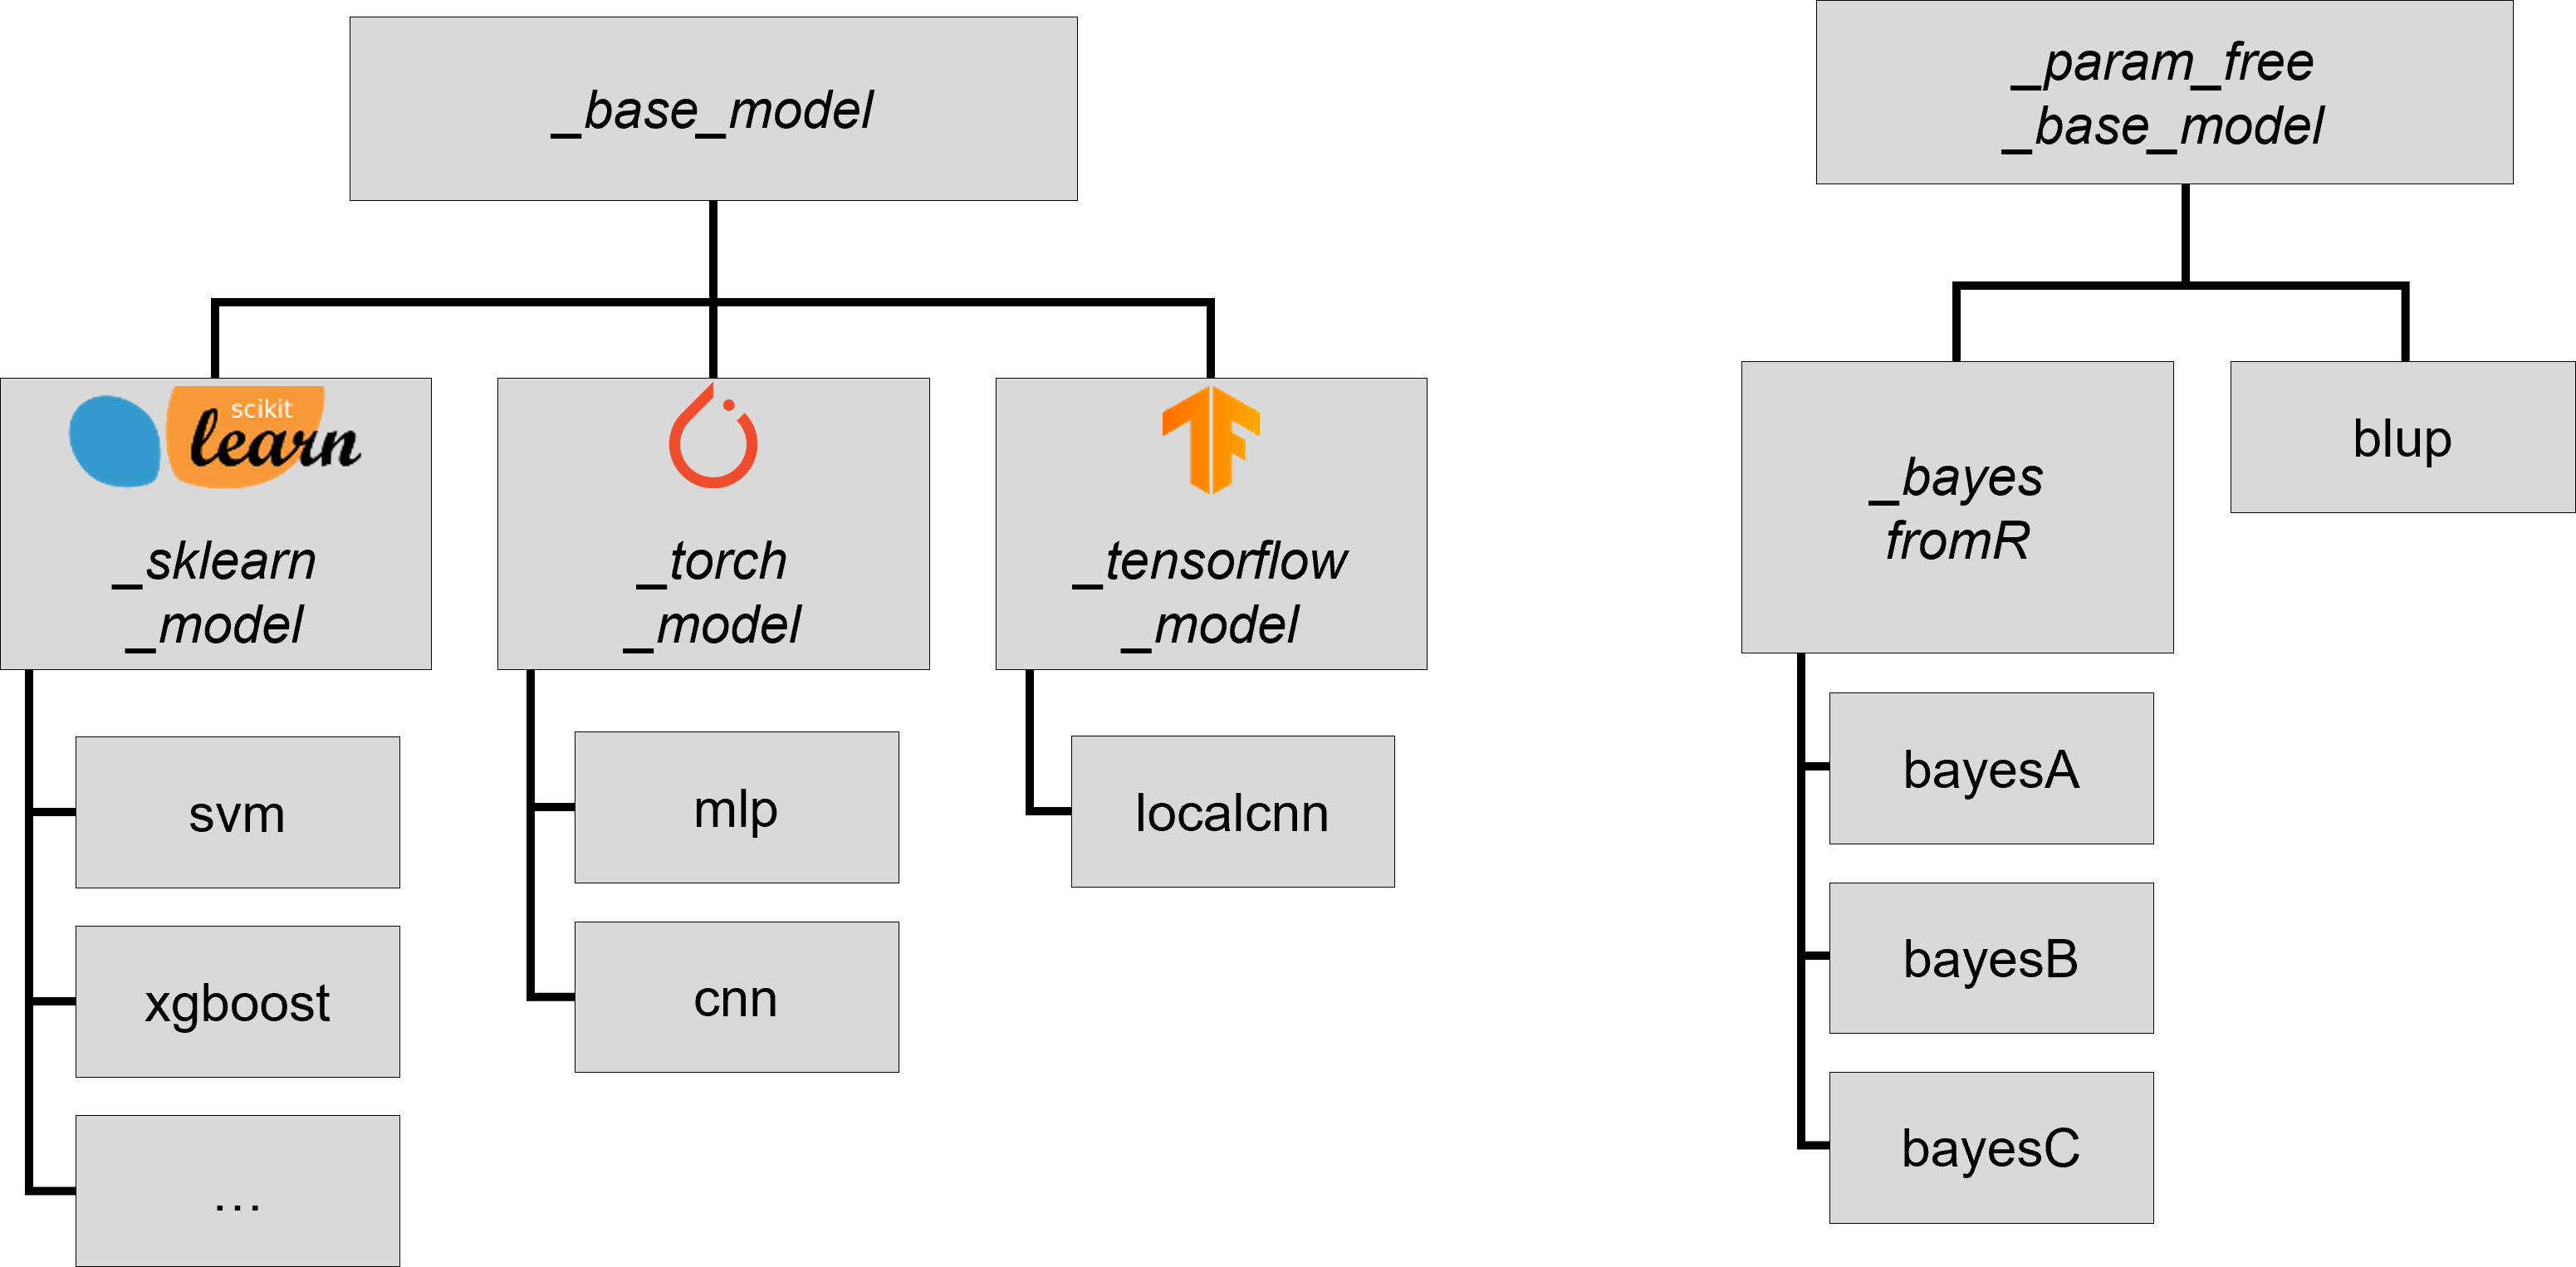 _base_model
_param_free
_base_model
scikit
learn
_sklearn
_model
_torch
_model
_tensorflow
_model
_bayes
fromR
blup
svm
xgboost
…
mlp
cnn
localcnn
bayesA
bayesB
bayesC